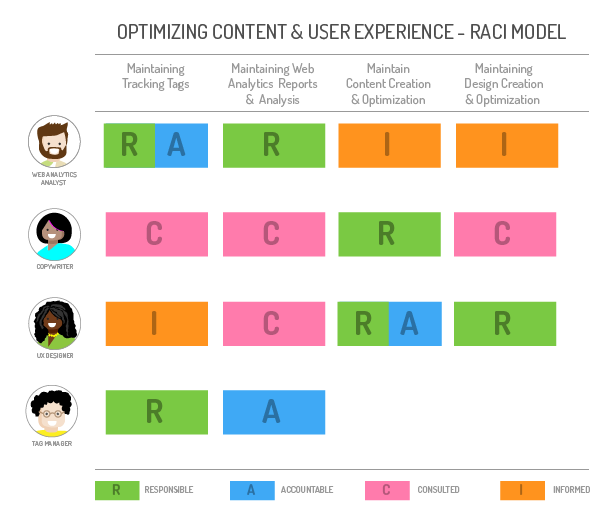 OPTIMIZING CONTENT & USER EXPERIENCE - RACI MODEL
Maintaining
Tracking Tags
Maintaining Web
Analytics Reports
& Analysis
Maintain
Content Creation
& Optimization
Maintaining
Design Creation
& Optimization
WEB ANALYTICS
ANALYST
R A R I I
COPYWRITER
C C R C
UX DESIGNER
I C R A R
TAG MANAGER
R A
R RESPONSIBLE A ACCOUNTABLE C CONSULTED I INFORMED